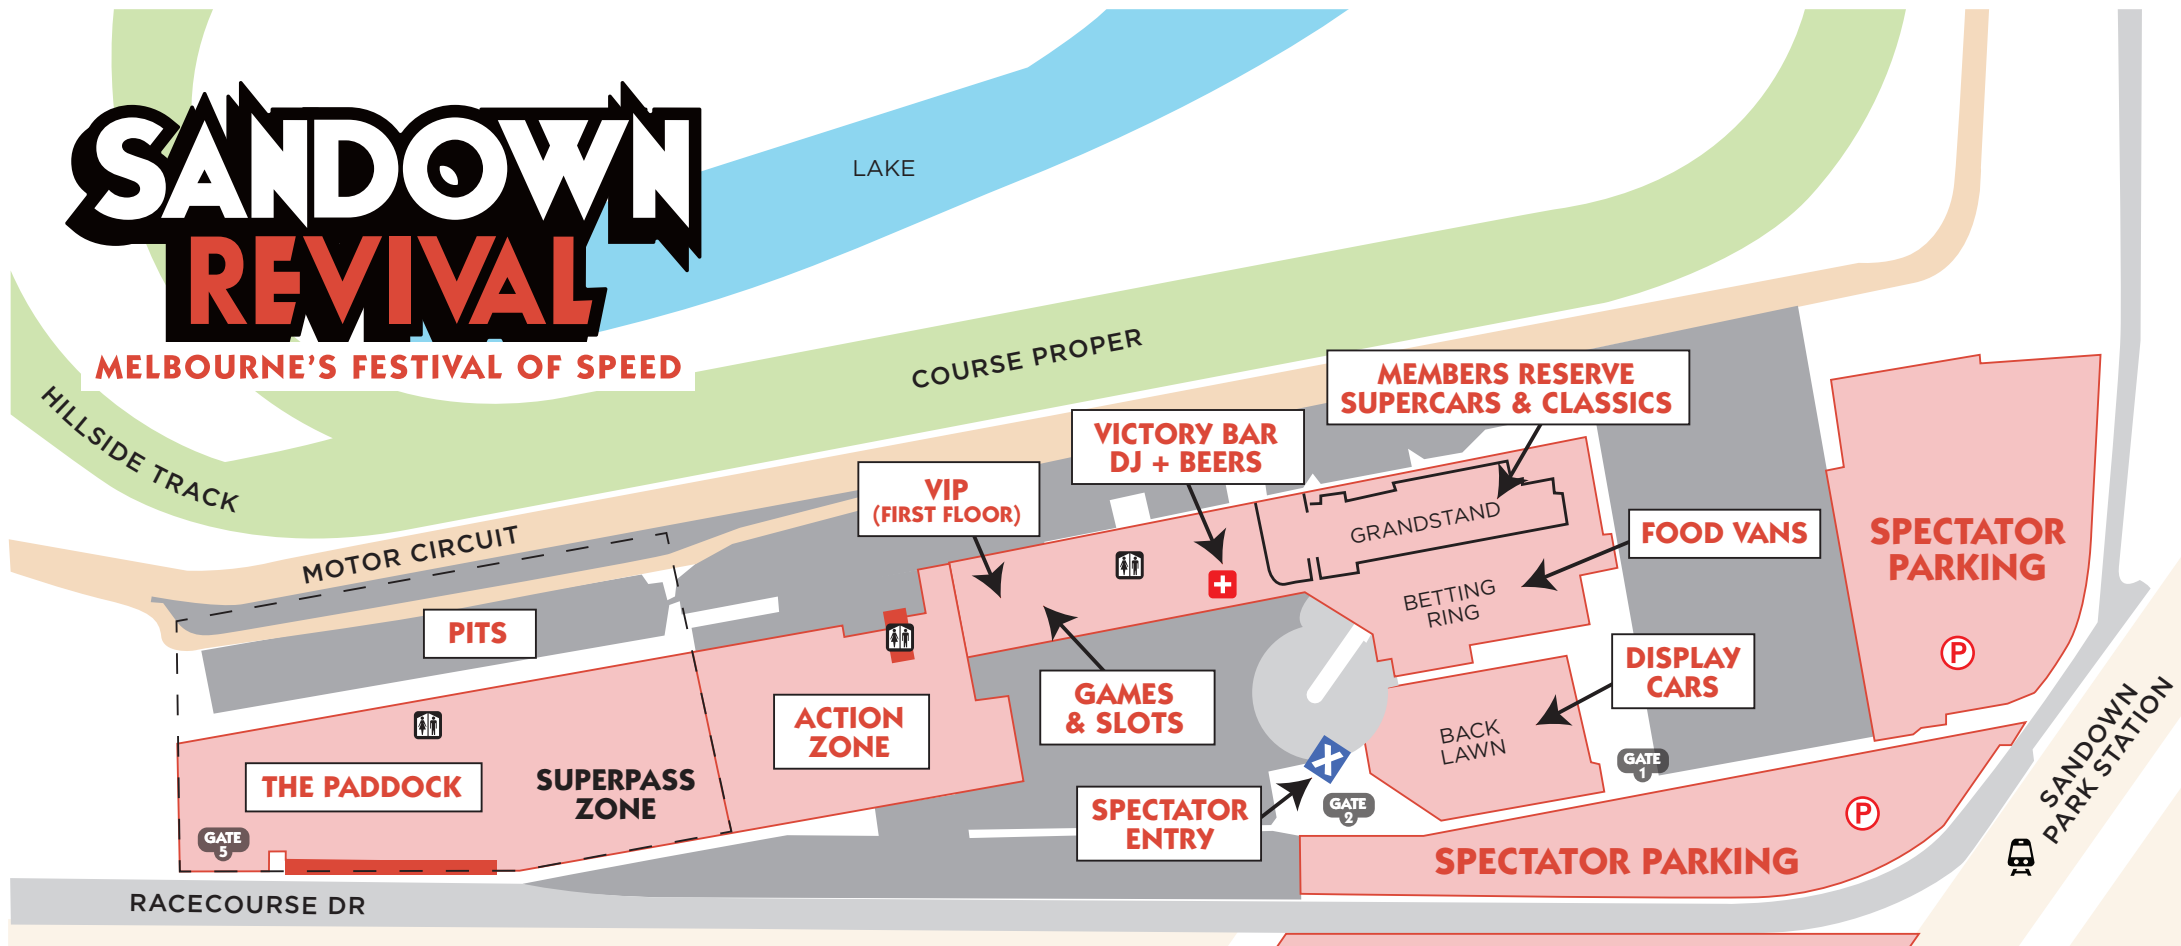 SANDOWN
REVIVAL
MELBOURNE'S FESTIVAL OF SPEED
LAKE
COURSE PROPER
HILLSIDE TRACK
MOTOR CIRCUIT
MEMBERS RESERVE
SUPERCARS & CLASSICS
VICTORY BAR
DJ + BEERS
VIP
(FIRST FLOOR)
GRANDSTAND
FOOD VANS
SPECTATOR
PARKING
BETTING
RING
PITS
DISPLAY
CARS
P
GAMES
& SLOTS
ACTION
ZONE
BACK
LAWN
THE PADDOCK
SUPERPASS
ZONE
GATE
1
GATE
2
SPECTATOR
ENTRY
P
SANDOWN
PARK STATION
GATE
5
SPECTATOR PARKING
RACECOURSE DR